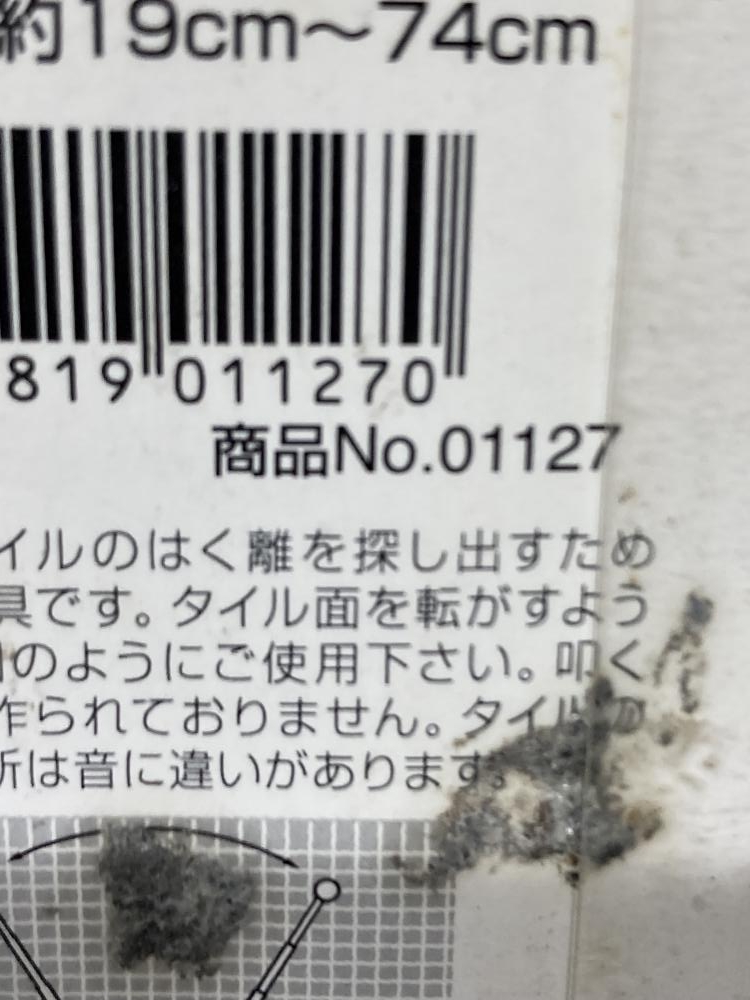 約19cm～74cm
819 011270
商品No.01127
イルのはく離を探し出すため
具です。タイル面を転がすよう
のようにご使用下さい。叩く
作られておりません。タイルの
所は音に違いがあります。